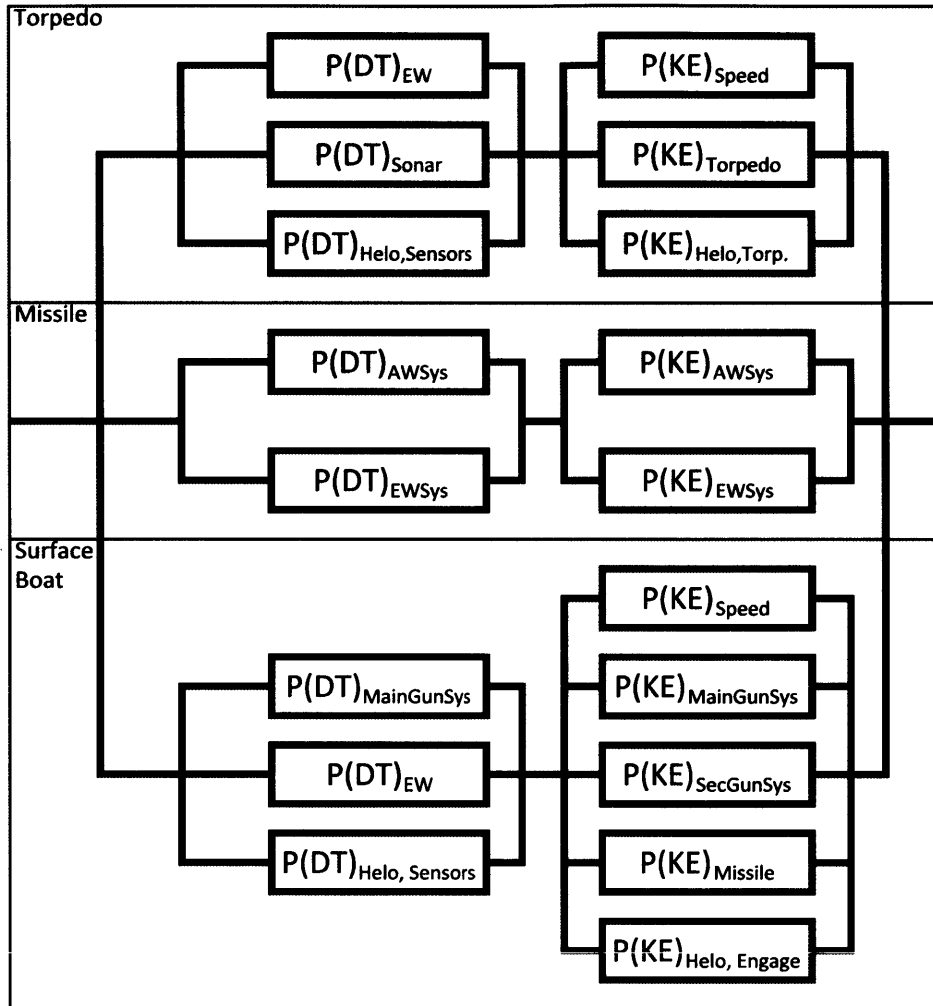 Torpedo
P(DT)EW
P(KE)Speed
P(DT)Sonar
P(KE)Torpedo
P(DT)Helo,Sensors
P(KE)Helo,Torp.
Missile
P(DT)AWSys
P(KE)AWSys
P(DT)EWSys
P(KE)EWSys
Surface
Boat
P(KE)Speed
P(DT)MainGunSys
P(KE)MainGunSys
P(DT)EW
P(KE)SecGunSys
P(DT)Helo, Sensors
P(KE)Missile
P(KE)Helo, Engage